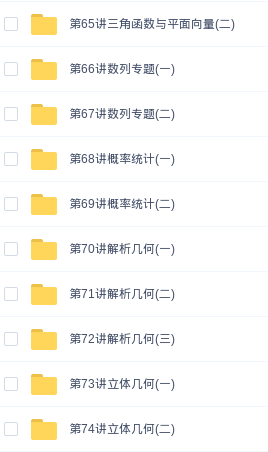 第65讲三角函数与平面向量(二)
第66讲数列专题(一)
第67讲数列专题(二)
第68讲概率统计(一)
第69讲概率统计(二)
第70讲解析几何(一)
第71讲解析几何(二)
第72讲解析几何(三)
第73讲立体几何(一)
第74讲立体几何(二)